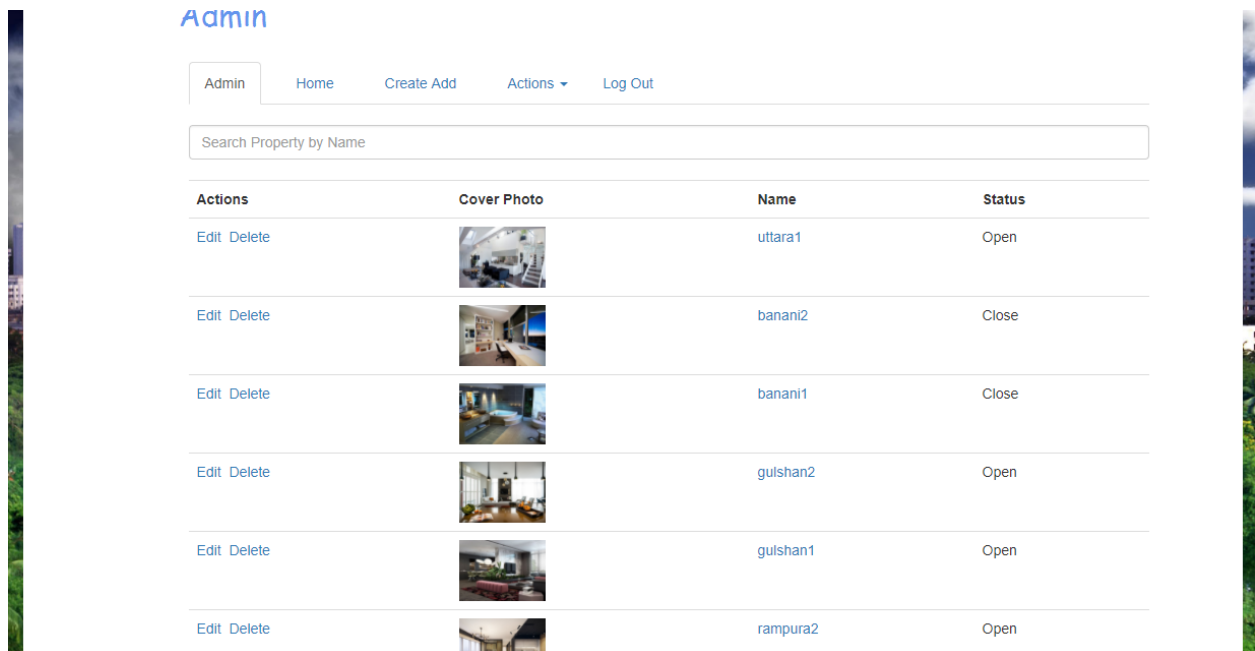 Admin
Admin Home Create Add Actions Log Out
Search Property by Name
Actions Cover Photo Name Status
Edit Delete uttara1 Open
Edit Delete banani2 Close
Edit Delete banani1 Close
Edit Delete gulshan2 Open
Edit Delete gulshan1 Open
Edit Delete rampura2 Open